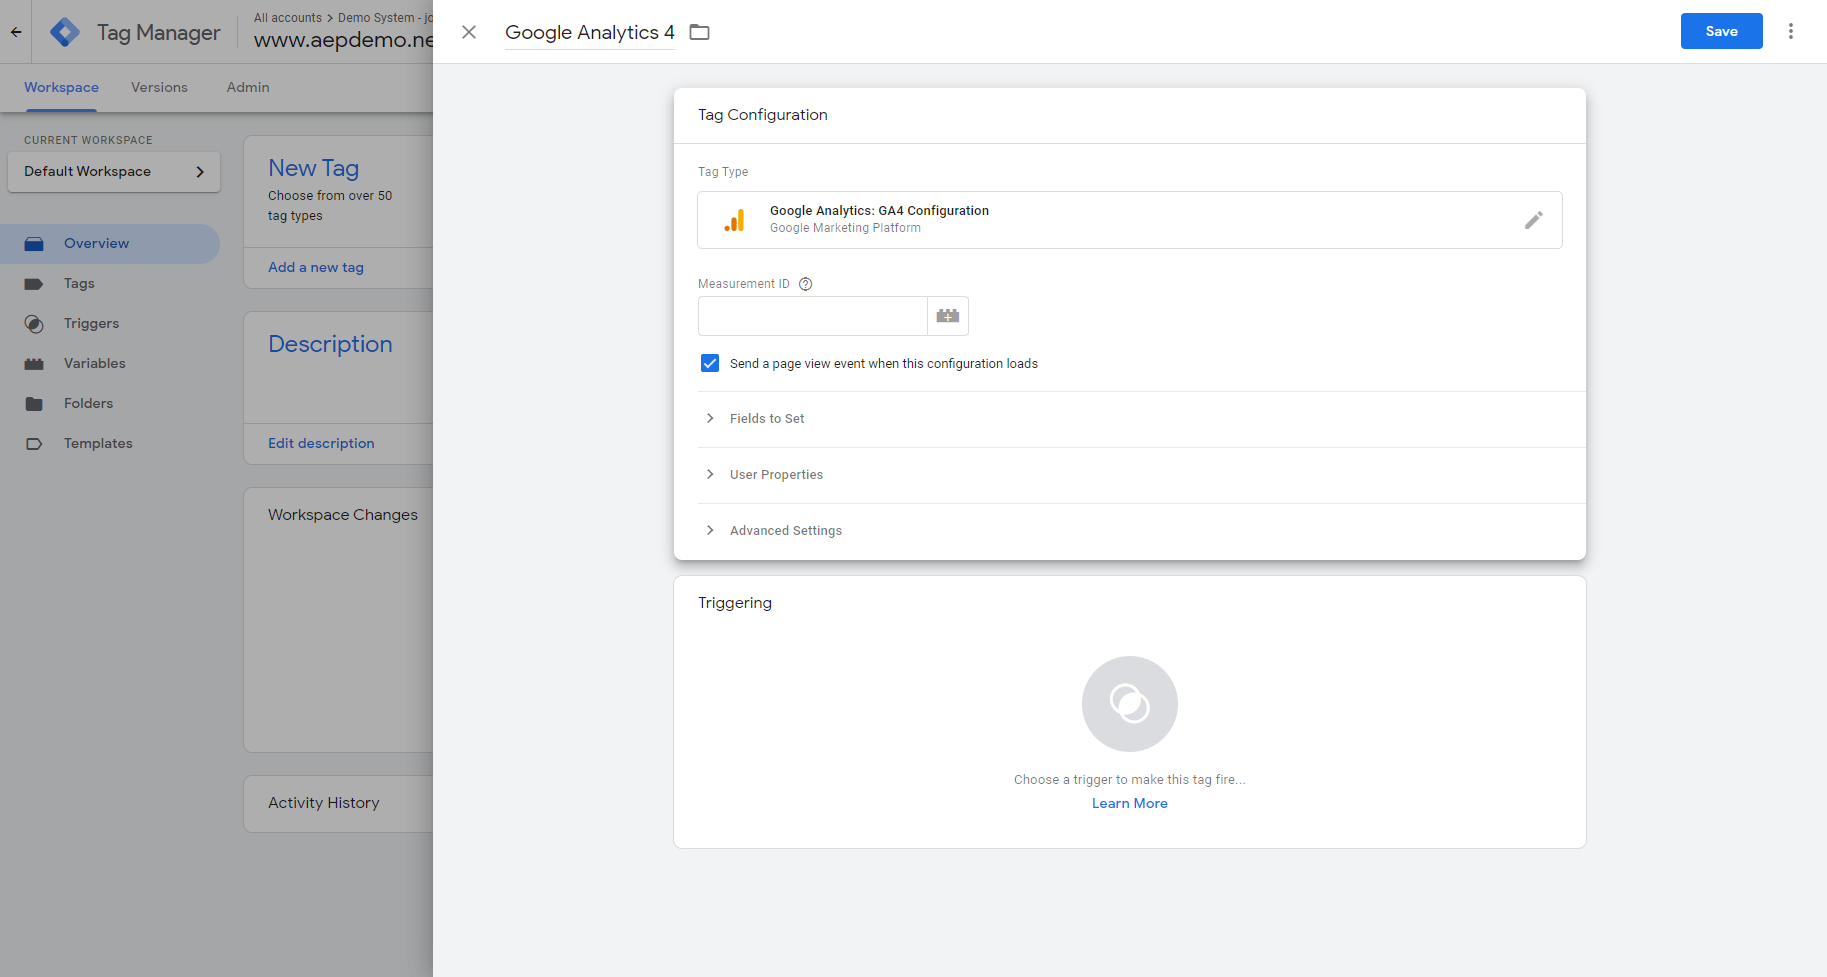 Tag Manager
All accounts > Demo System - jo
www.aepdemo.ne
Google Analytics 4
Save
Workspace
Versions
Admin
CURRENT WORKSPACE
Default Workspace
Overview
Tags
Triggers
Variables
Folders
Templates
New Tag
Choose from over 50
tag types
Add a new tag
Description
Edit description
Workspace Changes
Activity History
Tag Configuration
Tag Type
Google Analytics: GA4 Configuration
Google Marketing Platform
Measurement ID
Send a page view event when this configuration loads
Fields to Set
User Properties
Advanced Settings
Triggering
Choose a trigger to make this tag fire...
Learn More